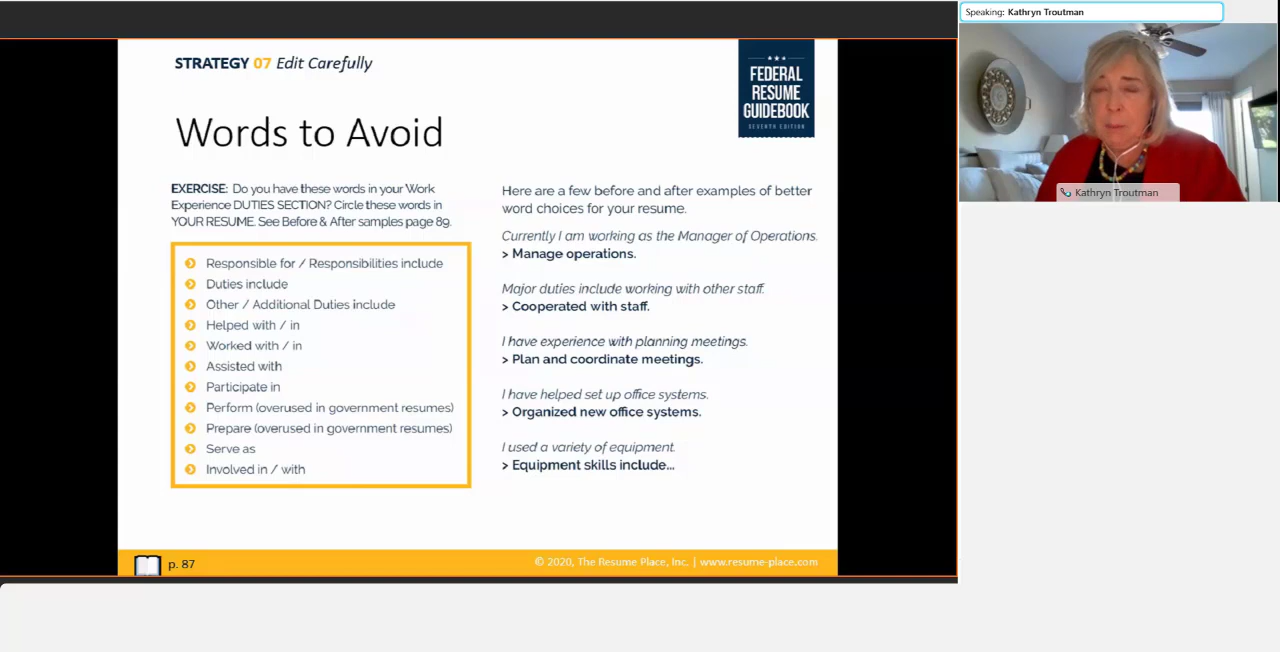 Speaking: Kathryn Troutman
STRATEGY 07 Edit Carefully
FEDERAL
RESUME
GUIDEBOOK
SEVENTH EDITION
Words to Avoid
EXERCISE: Do you have these words in your Work
Experience DUTIES SECTION? Circle these words in
YOUR RESUME. See Before & After samples page 89.
Responsible for / Responsibilities include
Duties include
Other / Additional Duties include
Helped with / in
Worked with / in
Assisted with
Participate in
Perform (overused in government resumes)
Prepare (overused in government resumes)
Serve as
Involved in / with
Here are a few before and after examples of better
word choices for your resume.
Currently I am working as the Manager of Operations.
> Manage operations.
Major duties include working with other staff.
> Cooperated with staff.
I have experience with planning meetings.
> Plan and coordinate meetings.
I have helped set up office systems.
> Organized new office systems.
I used a variety of equipment.
> Equipment skills include...
p. 87
© 2020, The Resume Place, Inc. | www.resume-place.com
Kathryn Troutman